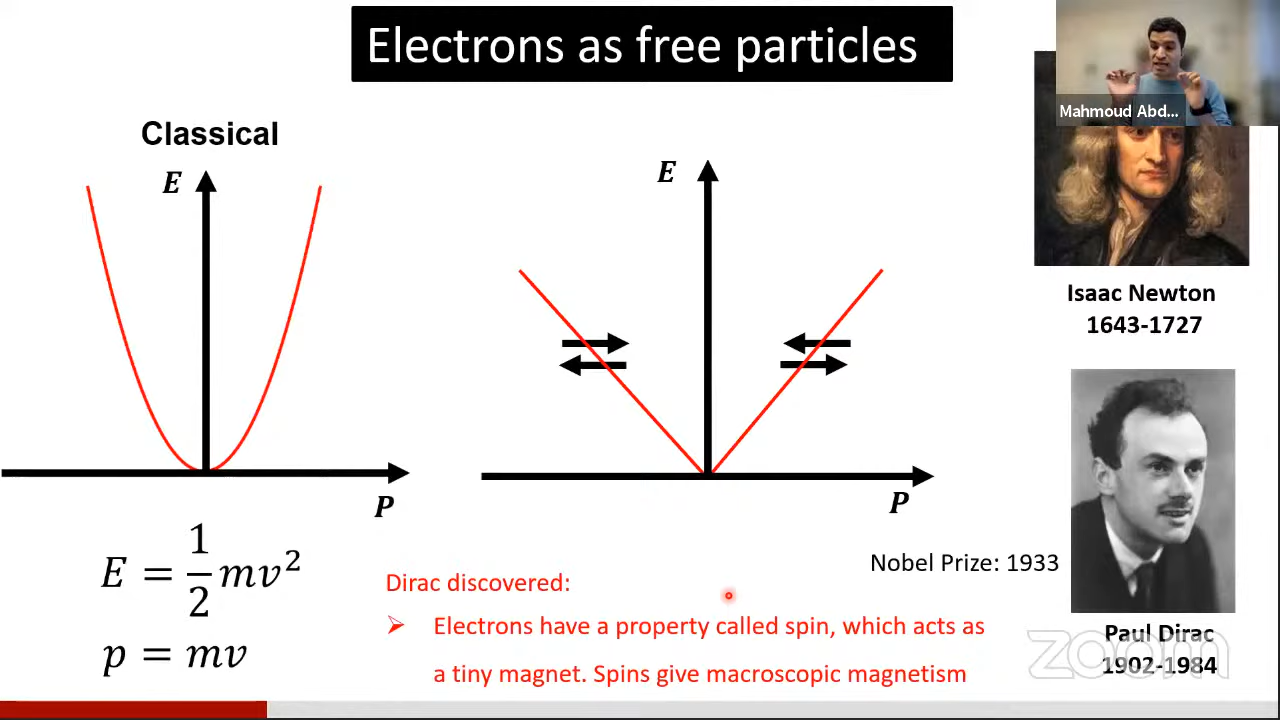 Electrons as free particles
Mahmoud Abd...
Classical
E
P
E = 1/2 mv²
p = mv
E
P
Isaac Newton
1643-1727
Nobel Prize: 1933
Dirac discovered:
➢ Electrons have a property called spin, which acts as
a tiny magnet. Spins give macroscopic magnetism
Paul Dirac
1902-1984
zoom